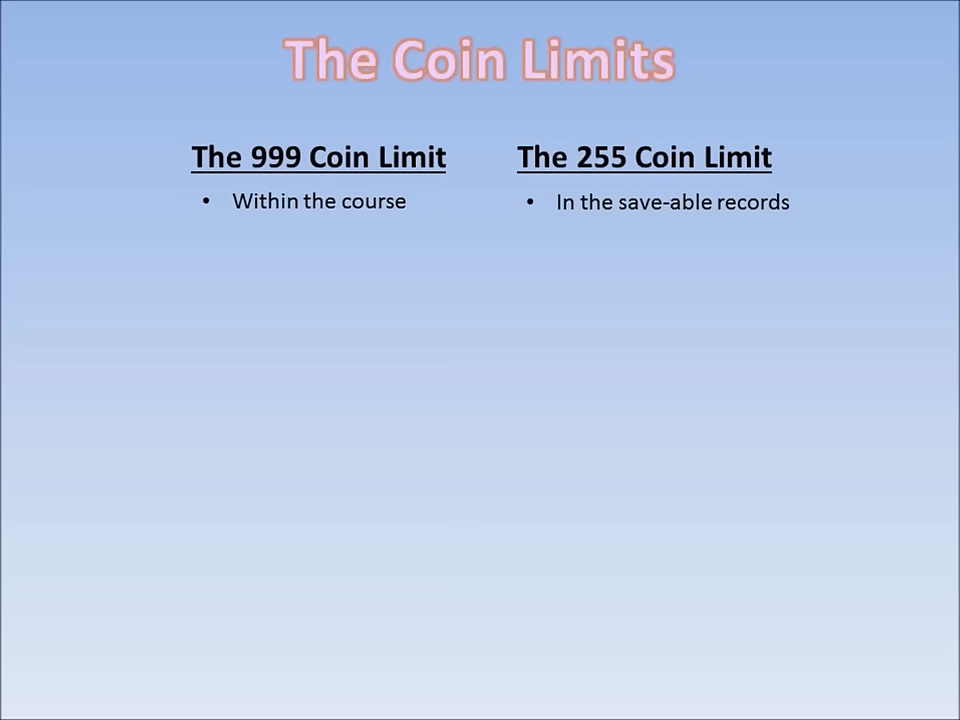 The Coin Limits
The 999 Coin Limit
• Within the course
The 255 Coin Limit
• In the save-able records